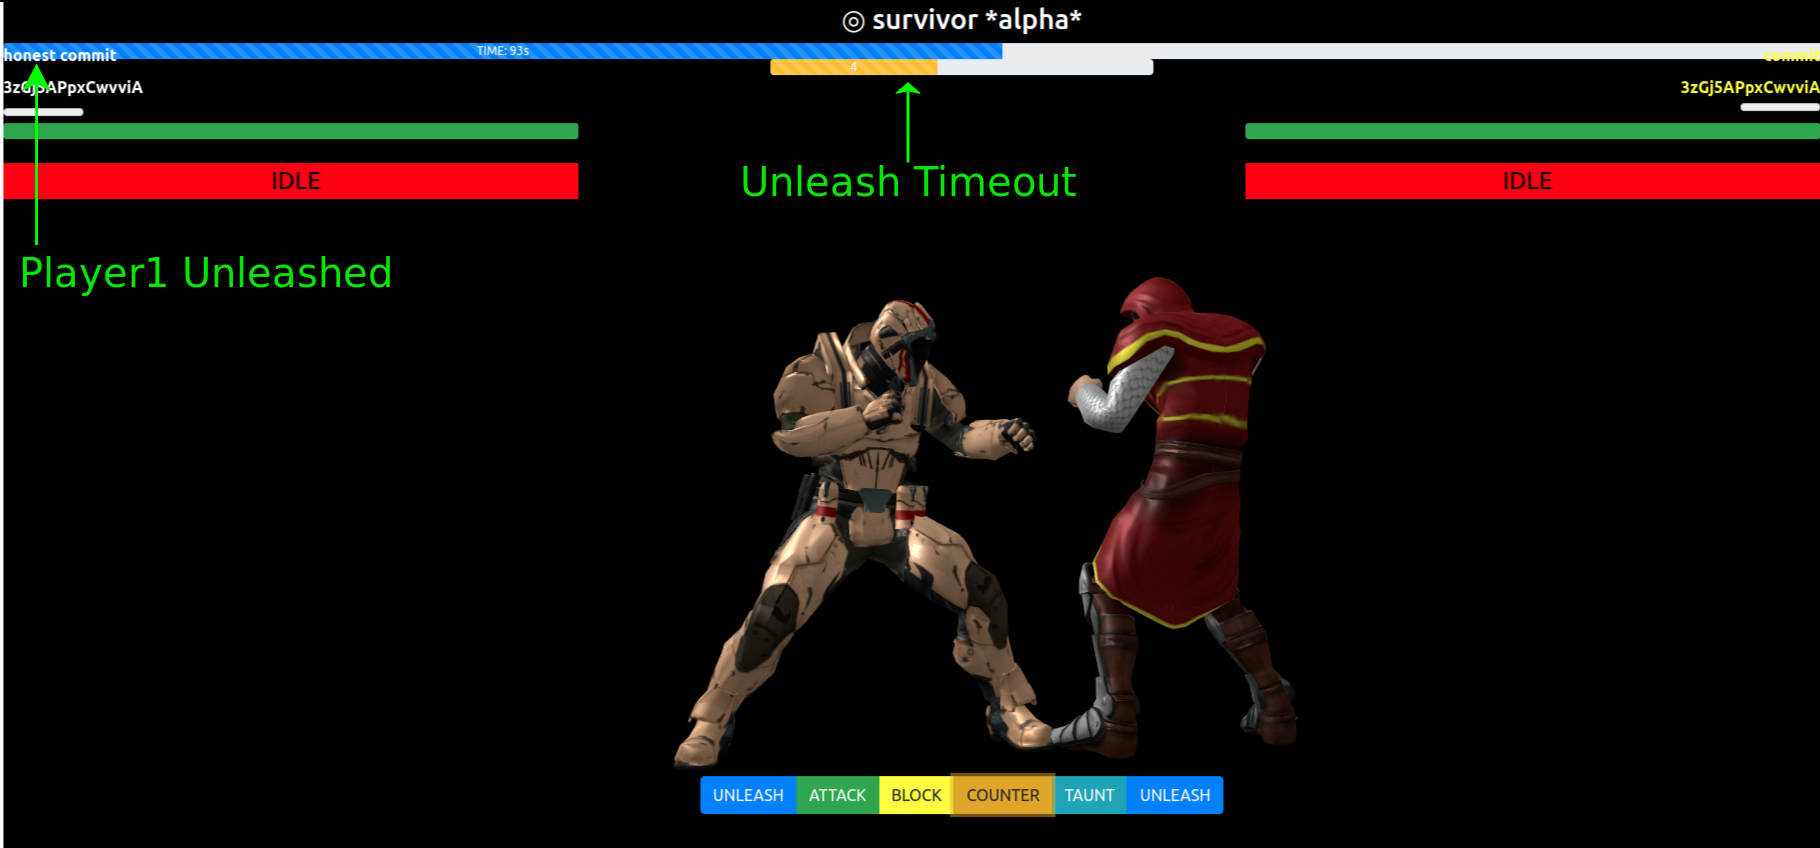 ◎ survivor *alpha*
TIME: 93s
honest commit
commit
4
3zGj5APpxCwvviA
3zGj5APpxCwvviA
IDLE
IDLE
Unleash Timeout
Player1 Unleashed
UNLEASH ATTACK BLOCK COUNTER TAUNT UNLEASH